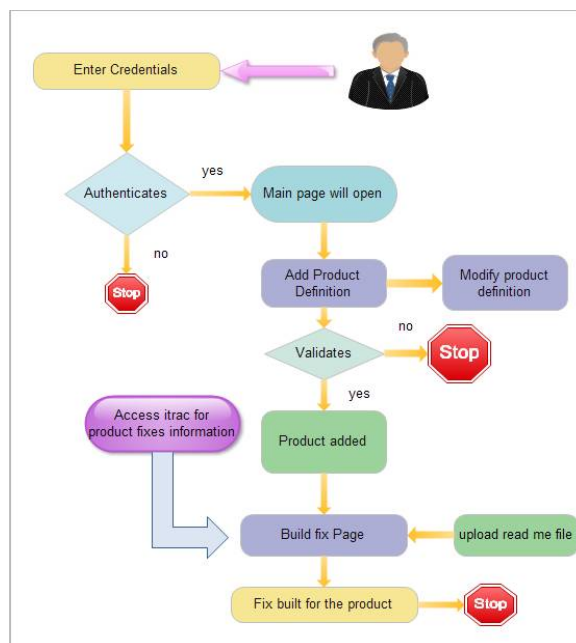 Enter Credentials
yes
Authenticates
Main page will open
no
Stop
Add Product
Definition
Modify product
definition
no
Validates
Stop
yes
Access itrac for
product fixes information
Product added
Build fix Page
upload read me file
Fix built for the product
Stop